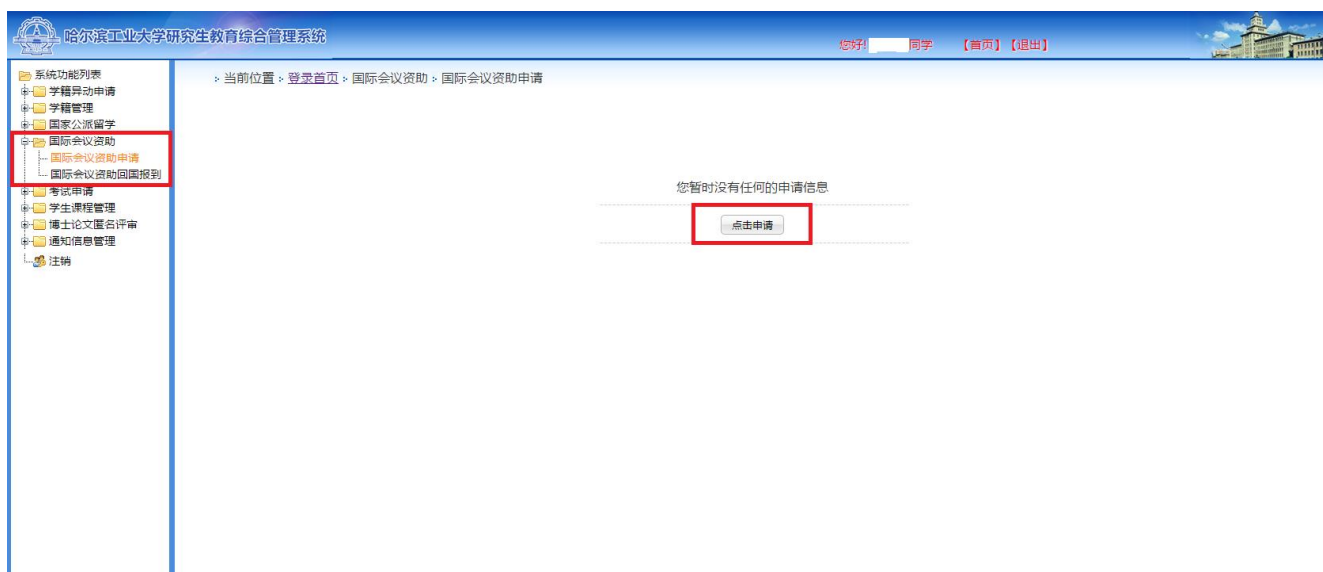 哈尔滨工业大学研究生教育综合管理系统
您好! 同学 【首页】【退出】
系统功能列表
学籍异动申请
学籍管理
国家公派留学
国际会议资助
国际会议资助申请
国际会议资助回国报到
考试申请
学生课程管理
博士论文匿名评审
通知信息管理
注销
当前位置 登录首页 国际会议资助 国际会议资助申请
您暂时没有任何的申请信息
点击申请